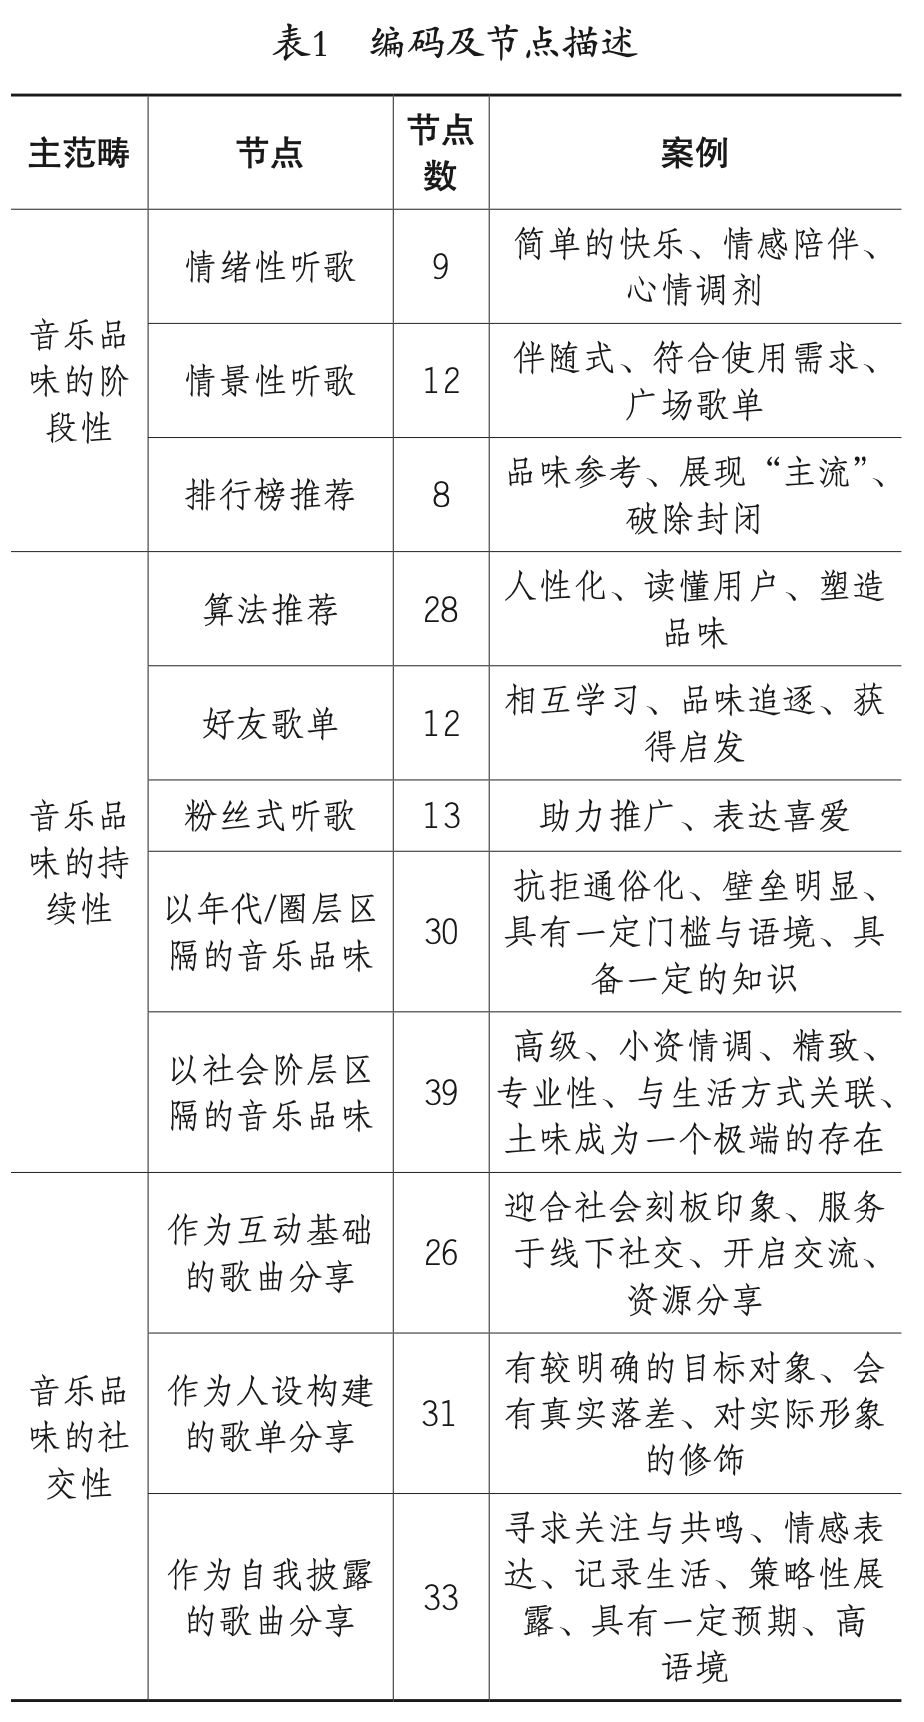 表1 编码及节点描述
主范畴
节点
节点
数
案例
音乐品
味的阶
段性
情绪性听歌
9
简单的快乐、情感陪伴、
心情调剂
情景性听歌
12
伴随式、符合使用需求、
广场歌单
排行榜推荐
8
品味参考、展现“主流”、
破除封闭
音乐品
味的持
续性
算法推荐
28
人性化、读懂用户、塑造
品味
好友歌单
12
相互学习、品味追逐、获
得启发
粉丝式听歌
13
助力推广、表达喜爱
以年代/圈层区
隔的音乐品味
30
抗拒通俗化、壁垒明显、
具有一定门槛与语境、具
备一定的知识
以社会阶层区
隔的音乐品味
39
高级、小资情调、精致、
专业性、与生活方式关联、
土味成为一个极端的存在
音乐品
味的社
交性
作为互动基础
的歌曲分享
26
迎合社会刻板印象、服务
于线下社交、开启交流、
资源分享
作为人设构建
的歌单分享
31
有较明确的目标对象、会
有真实落差、对实际形象
的修饰
作为自我披露
的歌曲分享
33
寻求关注与共鸣、情感表
达、记录生活、策略性展
露、具有一定预期、高
语境